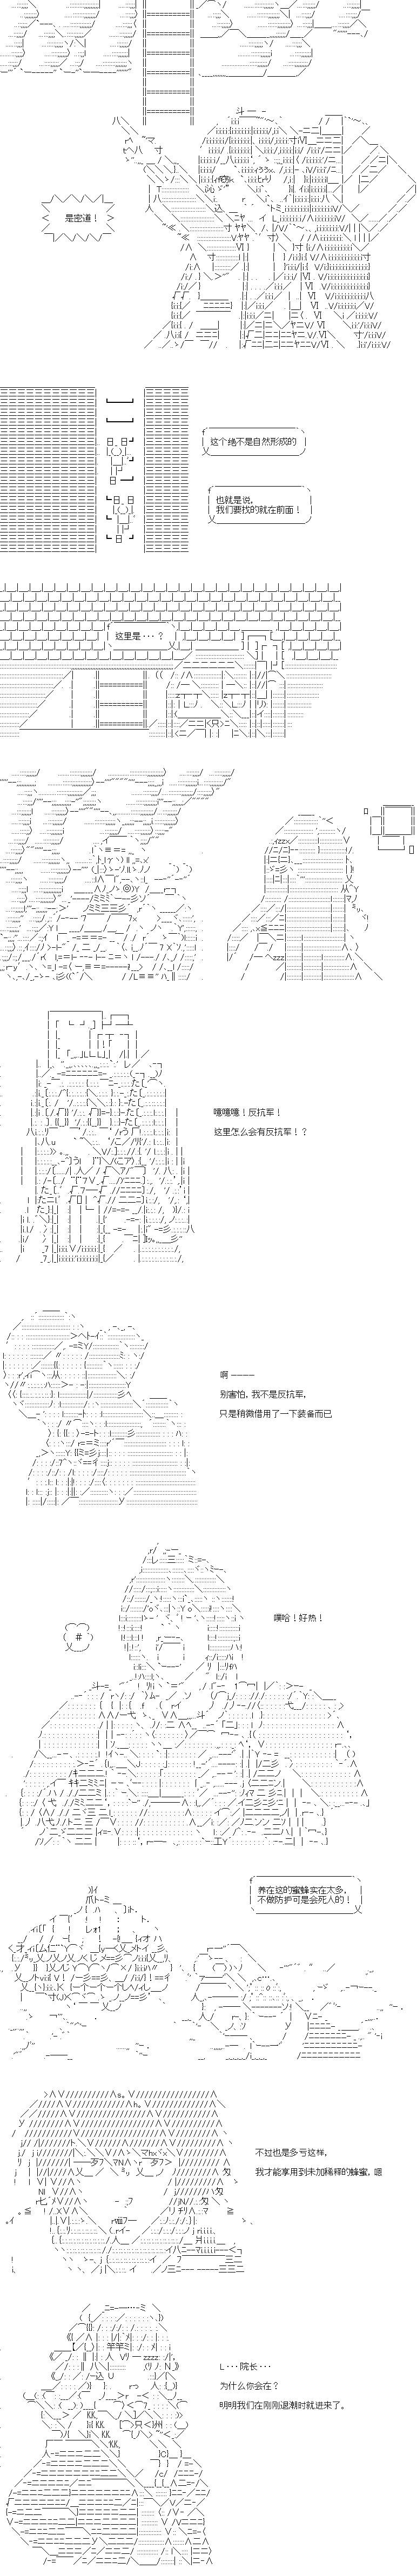 是密道！
这个绝不是自然形成的
也就是说，
我们要找的就在前面！
这里是・・・？
噫噫噫！反抗军！
这里怎么会有反抗军！？
啊 ————
别害怕，我不是反抗军，
只是稍微借用了一下装备而已
噗哈！好热！
养在这的蜜蜂实在太多，
不做防护可是会死人的！
不过也是多亏这样，
我才能享用到未加稀释的蜂蜜，嗯
L・・・院长・・・
为什么你会在？
明明我们在刚刚退潮时就进来了。